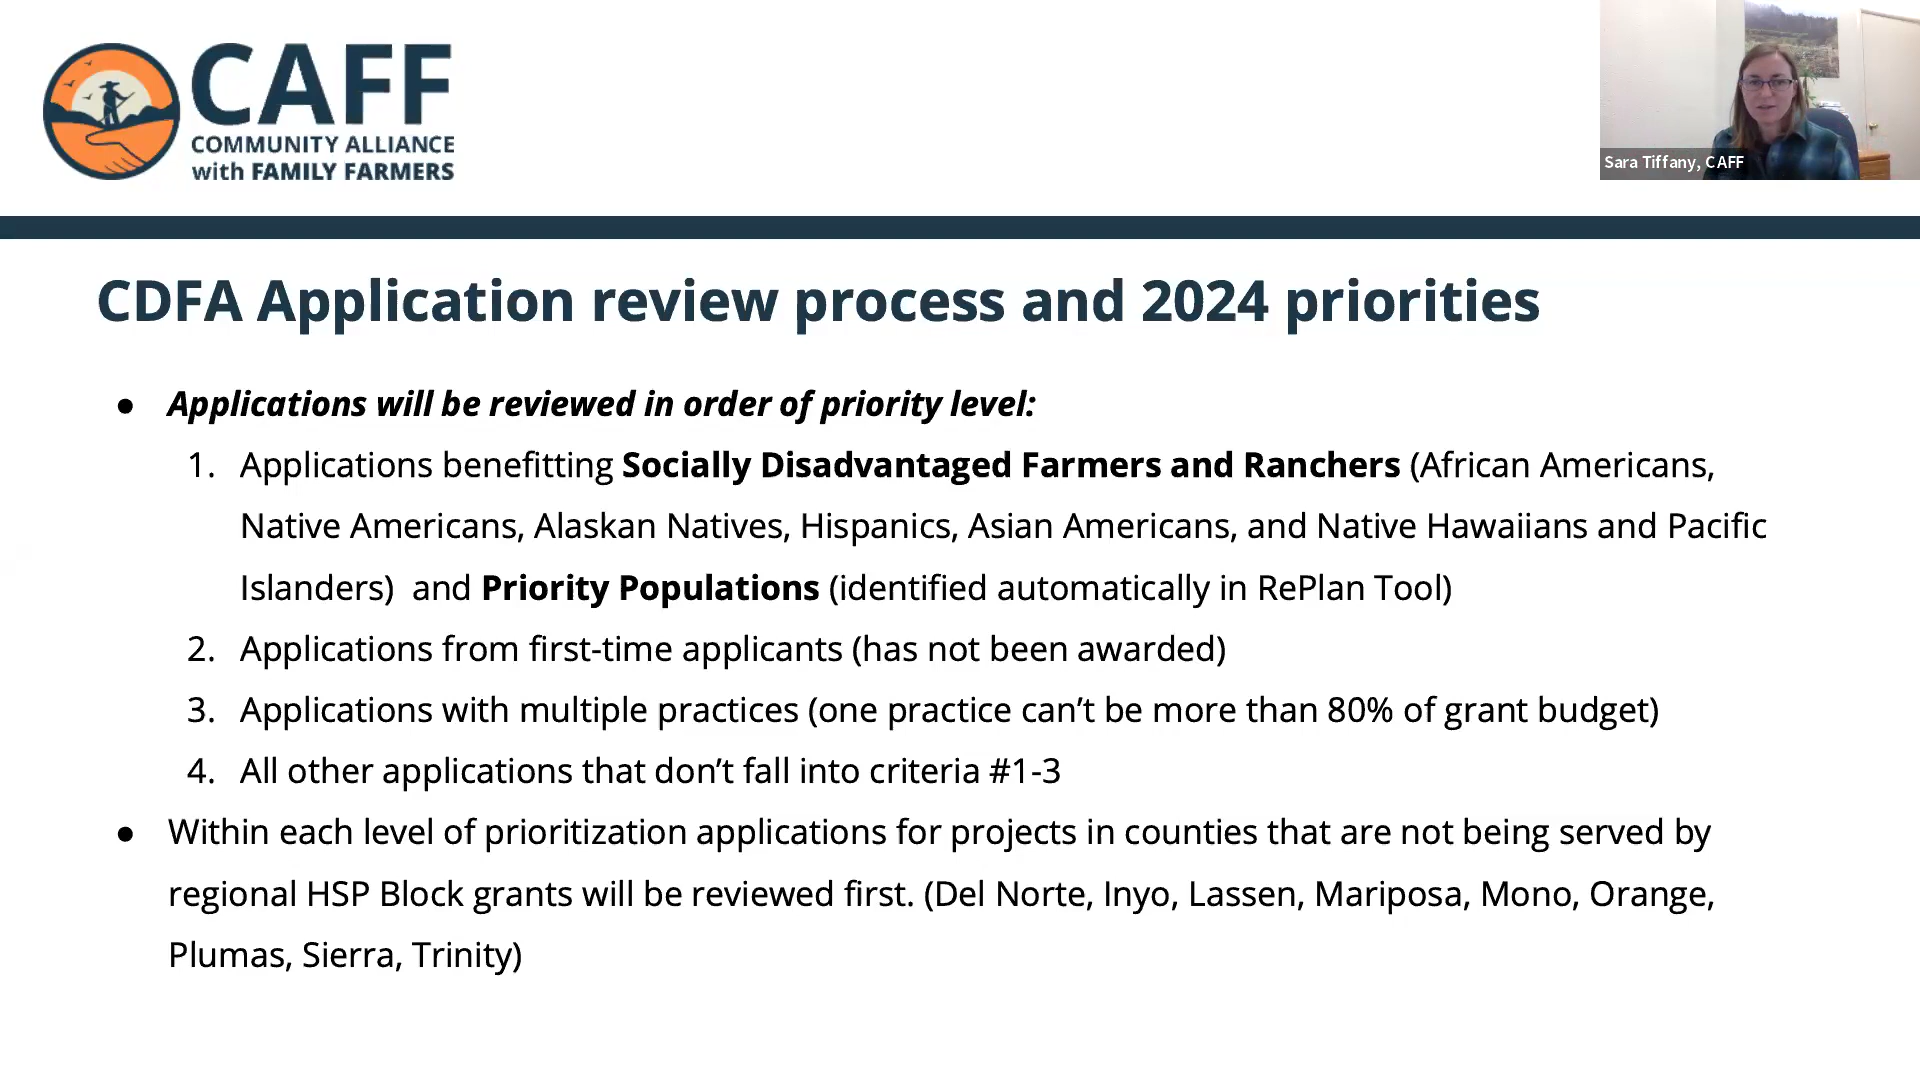 CAFF
COMMUNITY ALLIANCE
with FAMILY FARMERS
Sara Tiffany, CAFF
CDFA Application review process and 2024 priorities
● Applications will be reviewed in order of priority level:
1. Applications benefitting Socially Disadvantaged Farmers and Ranchers (African Americans,
Native Americans, Alaskan Natives, Hispanics, Asian Americans, and Native Hawaiians and Pacific
Islanders)  and Priority Populations (identified automatically in RePlan Tool)
2. Applications from first-time applicants (has not been awarded)
3. Applications with multiple practices (one practice can’t be more than 80% of grant budget)
4. All other applications that don’t fall into criteria #1-3
● Within each level of prioritization applications for projects in counties that are not being served by
regional HSP Block grants will be reviewed first. (Del Norte, Inyo, Lassen, Mariposa, Mono, Orange,
Plumas, Sierra, Trinity)